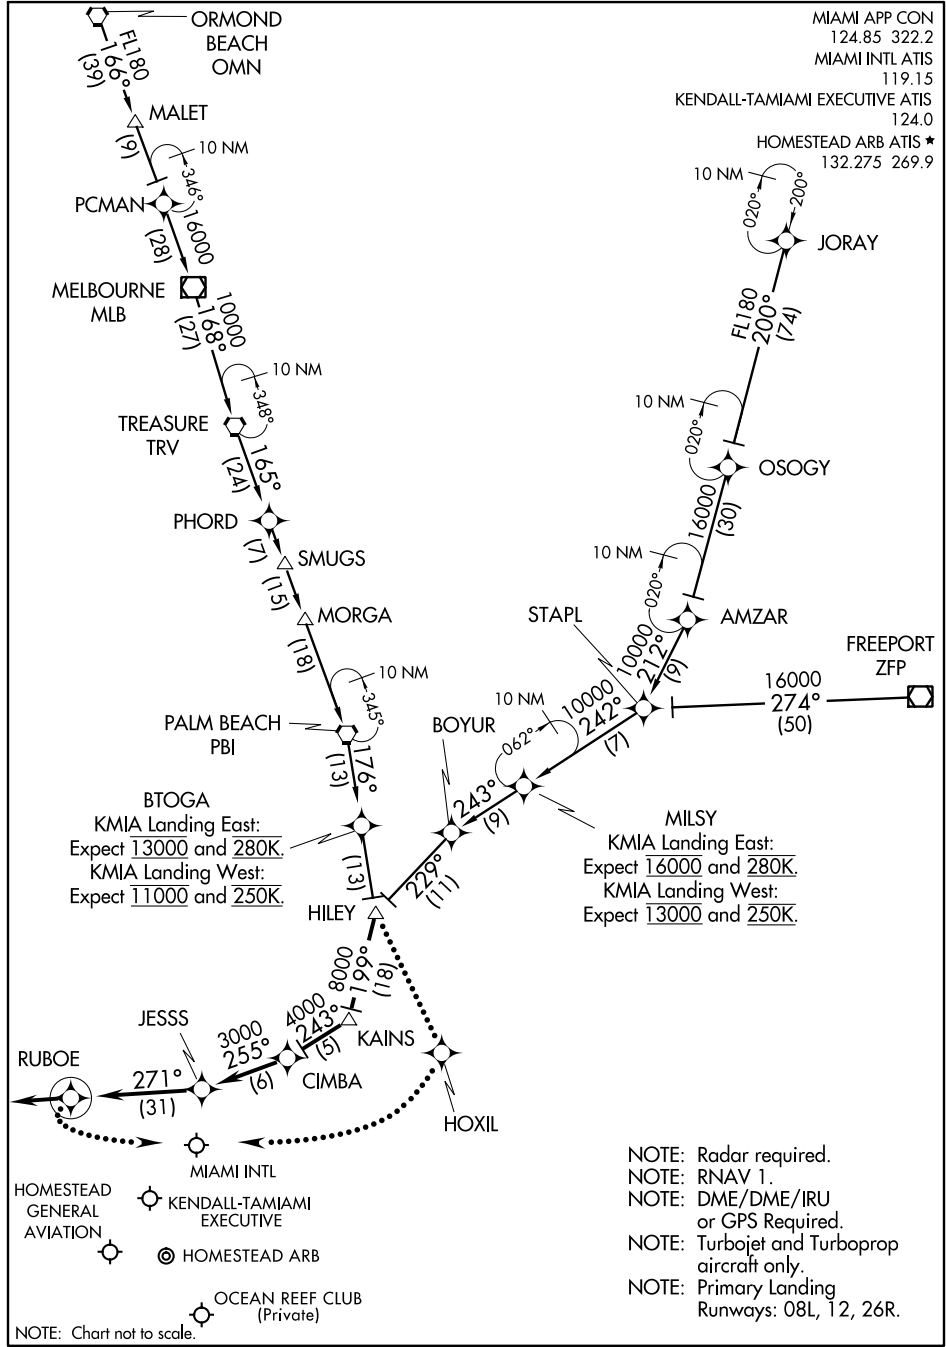 ORMOND
BEACH
OMN
MIAMI APP CON
124.85 322.2
MIAMI INTL ATIS
119.15
KENDALL-TAMIAMI EXECUTIVE ATIS
124.0
HOMESTEAD ARB ATIS ★
132.275 269.9
FL180
166°
(39)
MALET
(9)
10 NM
346°
PCMAN
16000
(28)
MELBOURNE
MLB
10000
168°
(27)
10 NM
348°
TREASURE
TRV
165°
(24)
PHORD
(7)
SMUGS
(15)
MORGA
(18)
10 NM
345°
PALM BEACH
PBI
176°
(13)
BTOGA
KMIA Landing East:
Expect 13000 and 280K.
KMIA Landing West:
Expect 11000 and 250K.
(13)
HILEY
10 NM
020°
200°
JORAY
FL180
200°
(74)
10 NM
020°
OSOGY
16000
(30)
10 NM
020°
AMZAR
STAPL
10000
212°
(9)
FREEPORT
ZFP
16000
274°
(50)
10000
242°
(7)
10 NM
062°
BOYUR
243°
(9)
MILSY
KMIA Landing East:
Expect 16000 and 280K.
KMIA Landing West:
Expect 13000 and 250K.
229°
(11)
8000
199°
(18)
KAINS
4000
243°
(5)
CIMBA
3000
255°
(6)
JESSS
271°
(31)
RUBOE
HOXIL
MIAMI INTL
HOMESTEAD
GENERAL
AVIATION
KENDALL-TAMIAMI
EXECUTIVE
HOMESTEAD ARB
OCEAN REEF CLUB
(Private)
NOTE: Chart not to scale.
NOTE: Radar required.
NOTE: RNAV 1.
NOTE: DME/DME/IRU
or GPS Required.
NOTE: Turbojet and Turboprop
aircraft only.
NOTE: Primary Landing
Runways: 08L, 12, 26R.